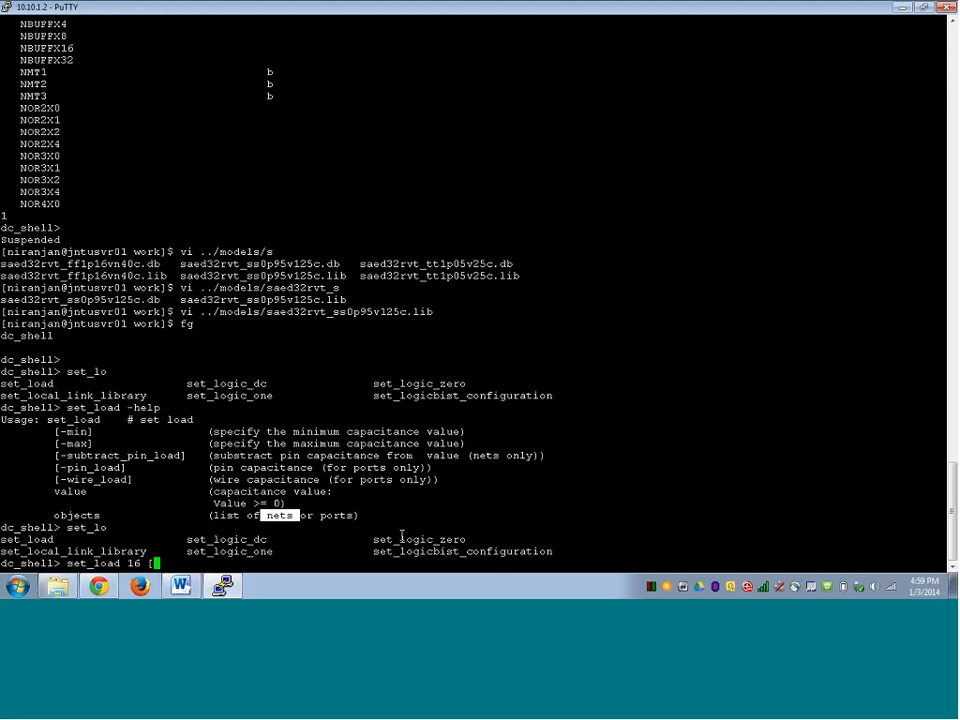 10.10.1.2 - PuTTY
NBUFFX4
NBUFFX8
NBUFFX16
NBUFFX32
NMT1 b
NMT2 b
NMT3 b
NOR2X0
NOR2X1
NOR2X2
NOR2X4
NOR3X0
NOR3X1
NOR3X2
NOR3X4
NOR4X0
1
dc_shell>
Suspended
[niranjan@jntusvr01 work]$ vi ../models/s
saed32rvt_ff1p16vn40c.db saed32rvt_ss0p95v125c.db saed32rvt_tt1p05v25c.db
saed32rvt_ff1p16vn40c.lib saed32rvt_ss0p95v125c.lib saed32rvt_tt1p05v25c.lib
[niranjan@jntusvr01 work]$ vi ../models/saed32rvt_s
saed32rvt_ss0p95v125c.db saed32rvt_ss0p95v125c.lib
[niranjan@jntusvr01 work]$ vi ../models/saed32rvt_ss0p95v125c.lib
[niranjan@jntusvr01 work]$ fg
dc_shell
dc_shell>
dc_shell> set_lo
set_load set_logic_dc set_logic_zero
set_local_link_library set_logic_one set_logicbist_configuration
dc_shell> set_load -help
Usage: set_load # set load
[-min] (specify the minimum capacitance value)
[-max] (specify the maximum capacitance value)
[-subtract_pin_load] (substract pin capacitance from value (nets only))
[-pin_load] (pin capacitance (for ports only))
[-wire_load] (wire capacitance (for ports only))
value (capacitance value:
Value >= 0)
objects (list of nets or ports)
dc_shell> set_lo
set_load set_logic_dc set_logic_zero
set_local_link_library set_logic_one set_logicbist_configuration
dc_shell> set_load 16 [
4:59 PM
1/3/2014